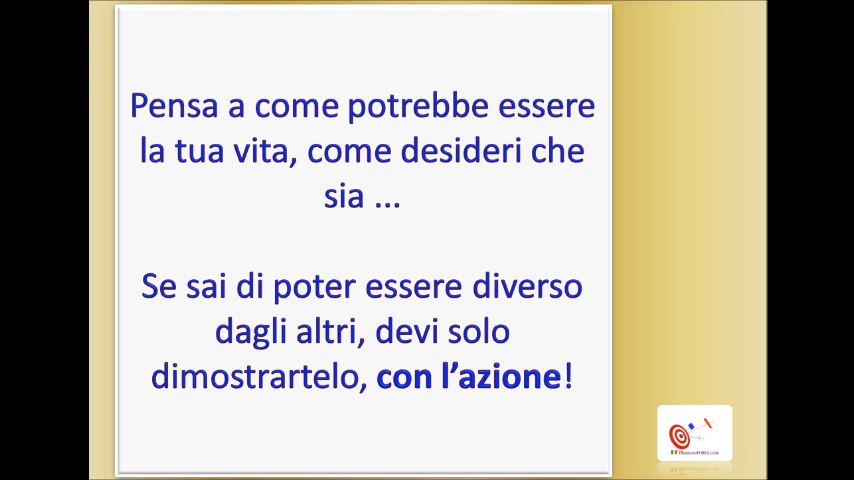 Pensa a come potrebbe essere
la tua vita, come desideri che
sia ...
Se sai di poter essere diverso
dagli altri, devi solo
dimostrartelo, con l’azione!